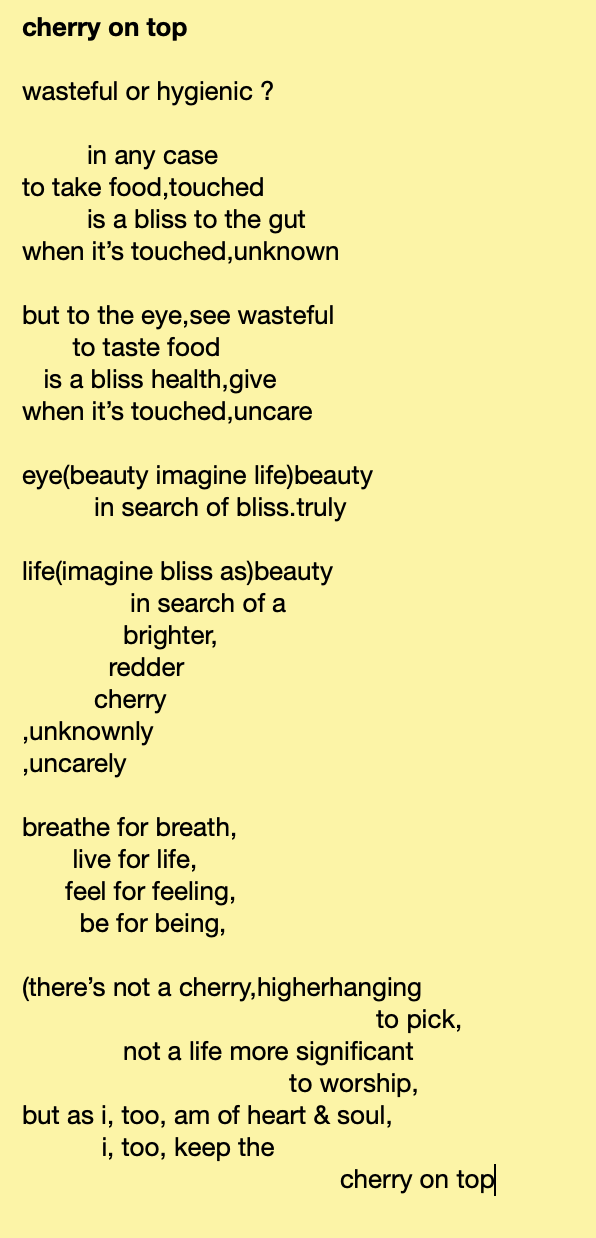 cherry on top
wasteful or hygienic ?
in any case
to take food,touched
is a bliss to the gut
when it’s touched,unknown
but to the eye,see wasteful
to taste food
is a bliss health,give
when it’s touched,uncare
eye(beauty imagine life)beauty
in search of bliss.truly
life(imagine bliss as)beauty
in search of a
brighter,
redder
cherry
,unknownly
,uncarely
breathe for breath,
live for life,
feel for feeling,
be for being,
(there’s not a cherry,higherhanging
to pick,
not a life more significant
to worship,
but as i, too, am of heart & soul,
i, too, keep the
cherry on top